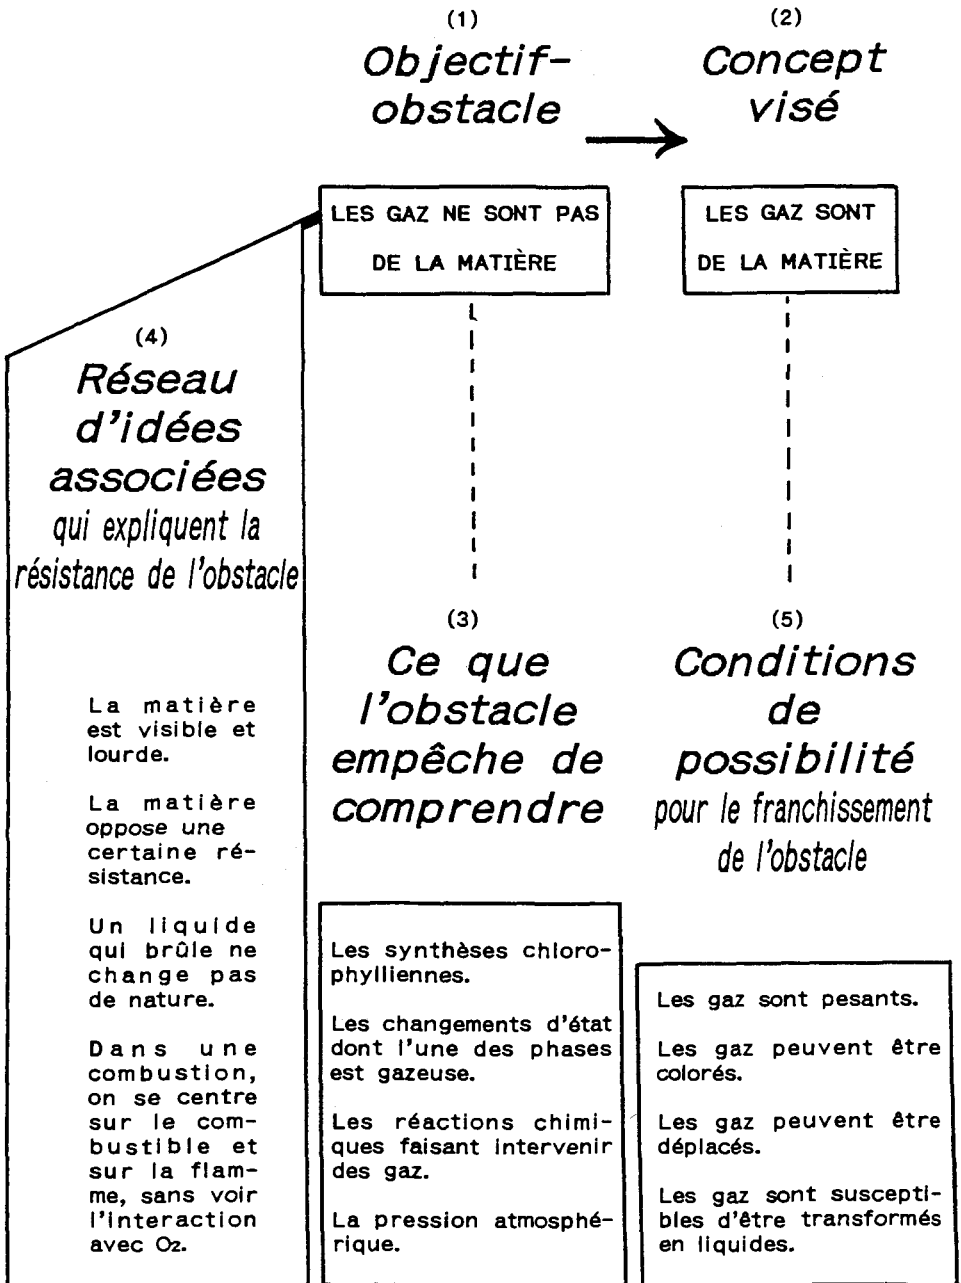 (1)
Objectif-
obstacle
(2)
Concept
visé
LES GAZ NE SONT PAS
DE LA MATIÈRE
LES GAZ SONT
DE LA MATIÈRE
(4)
Réseau
d'idées
associées
qui expliquent la
résistance de l'obstacle
La matière
est visible et
lourde.
La matière
oppose une
certaine ré-
sistance.
Un liquide
qui brûle ne
change pas
de nature.
Dans une
combustion,
on se centre
sur le com-
bustible et
sur la flam-
me, sans voir
l'interaction
avec O2.
(3)
Ce que
l'obstacle
empêche de
comprendre
Les synthèses chloro-
phylliennes.
Les changements d'état
dont l'une des phases
est gazeuse.
Les réactions chimi-
ques faisant intervenir
des gaz.
La pression atmosphé-
rique.
(5)
Conditions
de
possibilité
pour le franchissement
de l'obstacle
Les gaz sont pesants.
Les gaz peuvent être
colorés.
Les gaz peuvent être
déplacés.
Les gaz sont suscepti-
bles d'être transformés
en liquides.